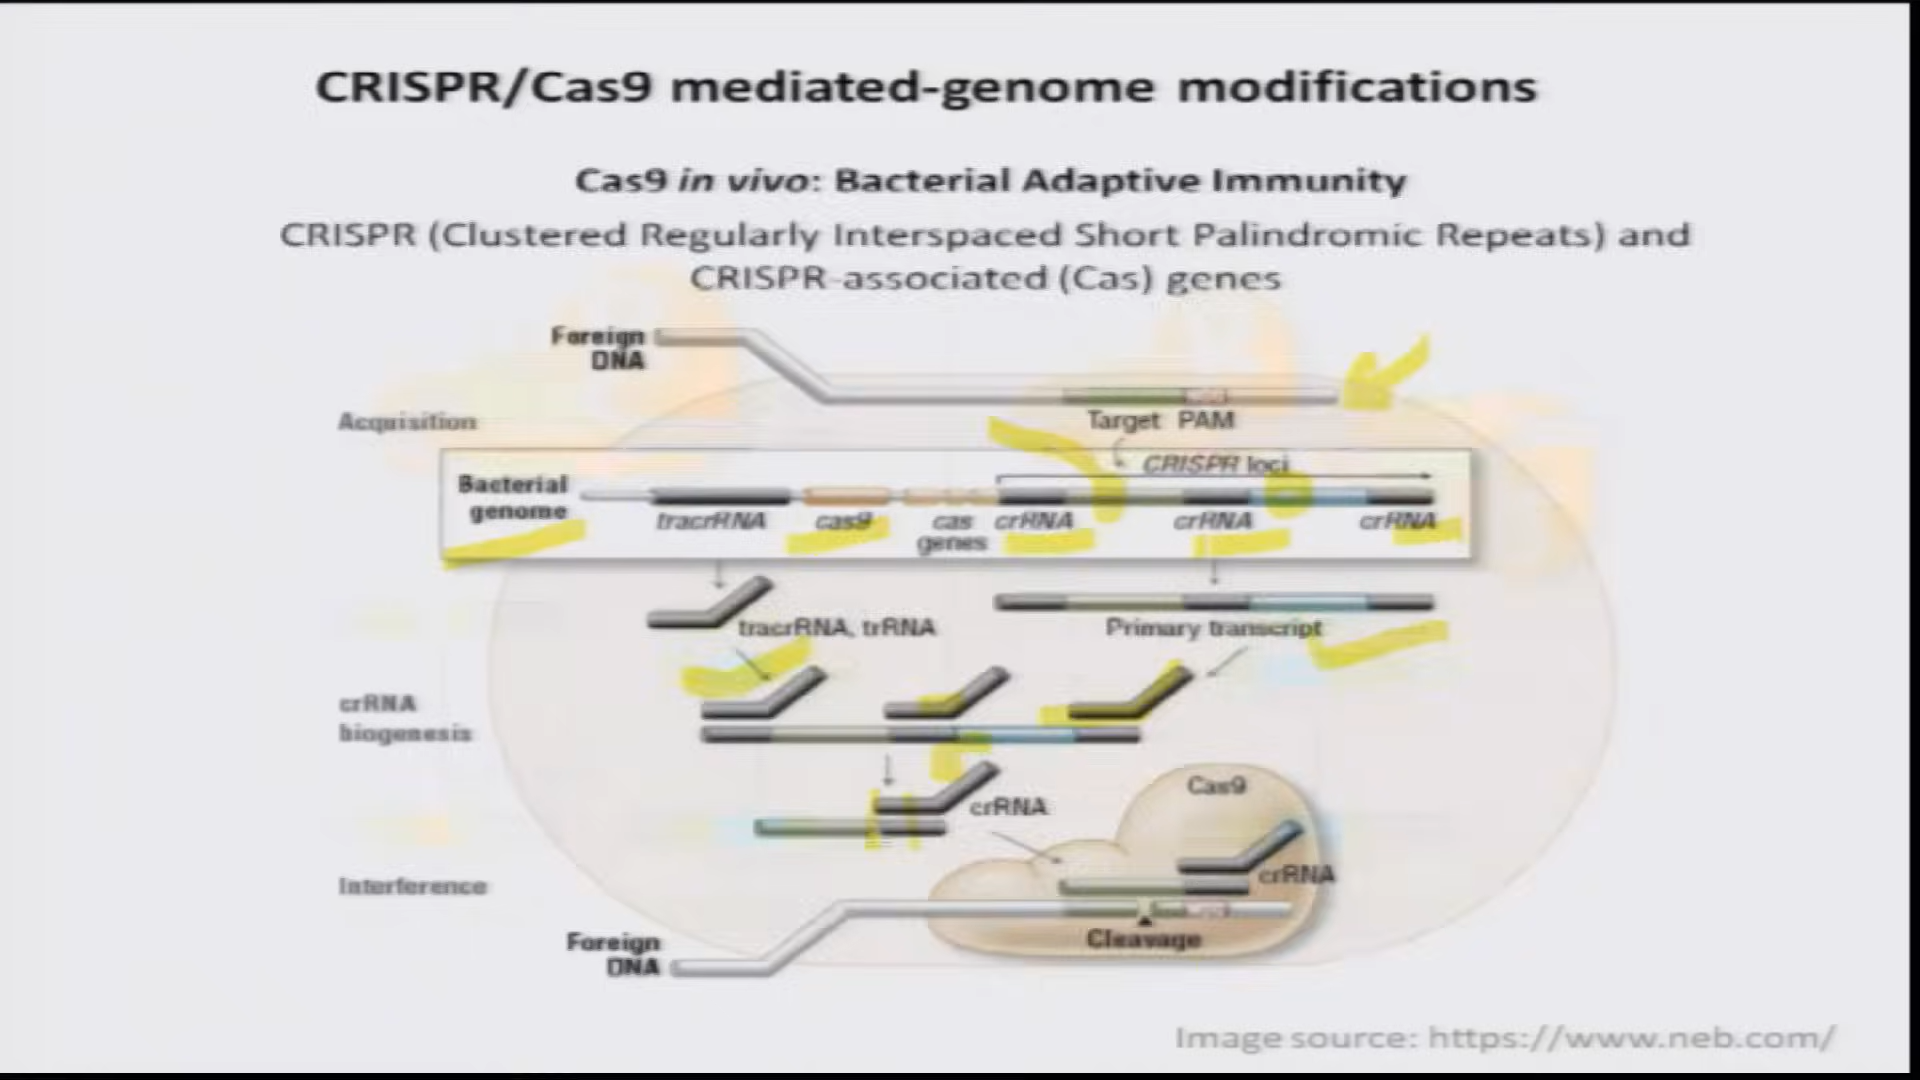 CRISPR/Cas9 mediated-genome modifications
Cas9 in vivo: Bacterial Adaptive Immunity
CRISPR (Clustered Regularly Interspaced Short Palindromic Repeats) and
CRISPR-associated (Cas) genes
Foreign
DNA
Acquisition
Target PAM
CRISPR loci
Bacterial
genome
tracrRNA cas9 cas crRNA crRNA crRNA
genes
tracrRNA, trRNA
Primary transcript
crRNA
biogenesis
Cas9
crRNA
crRNA
Interference
Cleavage
Foreign
DNA
Image source: https://www.neb.com/